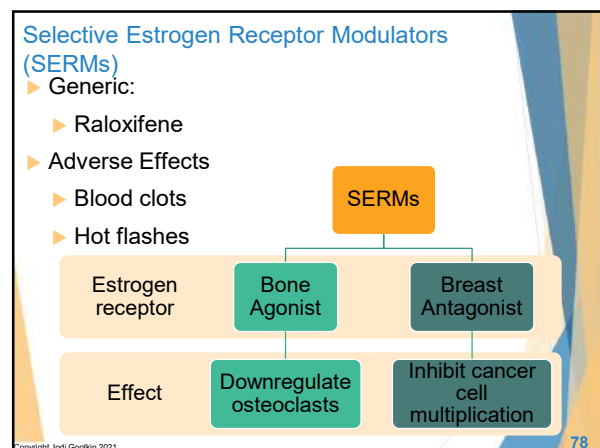 Selective Estrogen Receptor Modulators
(SERMs)
Generic:
Raloxifene
Adverse Effects
Blood clots
Hot flashes
SERMs
Estrogen
receptor
Bone
Agonist
Breast
Antagonist
Effect
Downregulate
osteoclasts
Inhibit cancer
cell
multiplication
Copyright Jodi Gootkin 2021
78